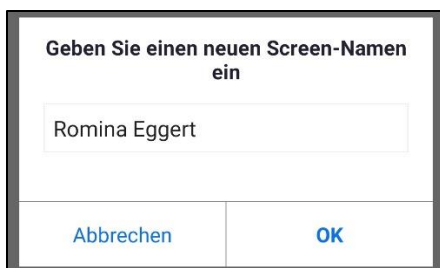 Geben Sie einen neuen Screen-Namen
ein
Romina Eggert
Abbrechen
OK